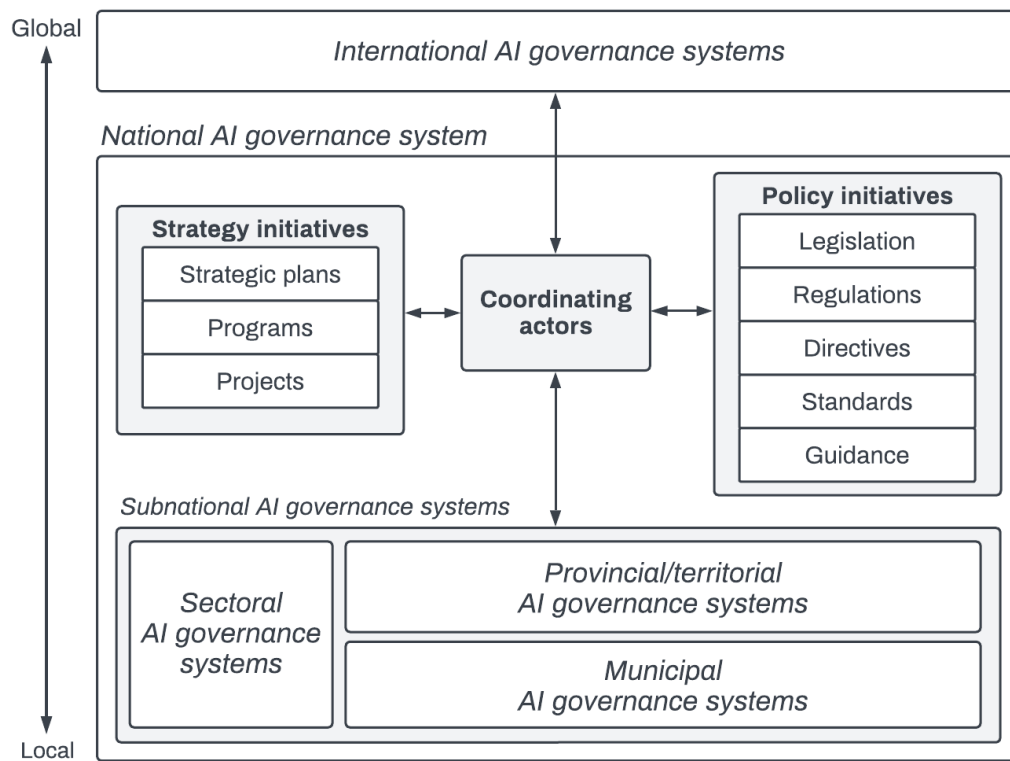 Global
International AI governance systems
National AI governance system
Strategy initiatives
Strategic plans
Programs
Projects
Coordinating
actors
Policy initiatives
Legislation
Regulations
Directives
Standards
Guidance
Subnational AI governance systems
Sectoral
AI governance
systems
Provincial/territorial
AI governance systems
Municipal
AI governance systems
Local